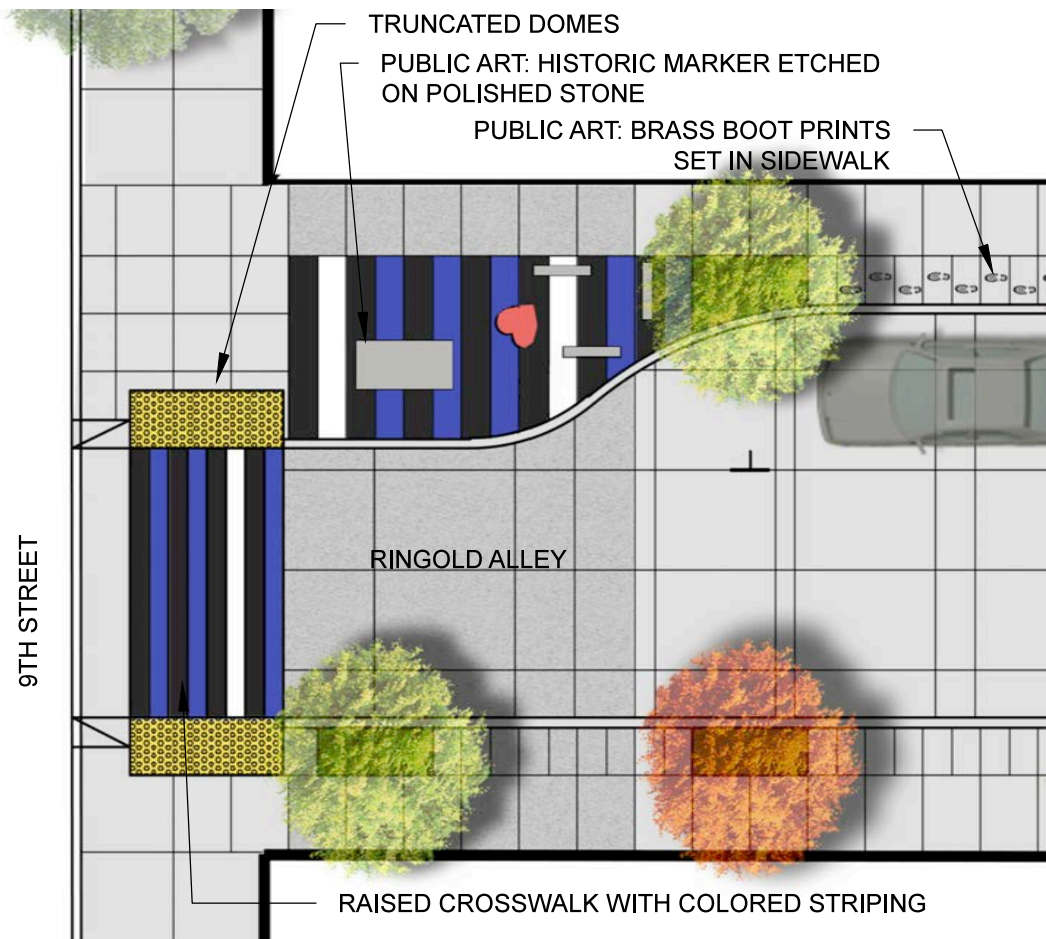 TRUNCATED DOMES
PUBLIC ART: HISTORIC MARKER ETCHED
ON POLISHED STONE
PUBLIC ART: BRASS BOOT PRINTS
SET IN SIDEWALK
RINGOLD ALLEY
9TH STREET
RAISED CROSSWALK WITH COLORED STRIPING